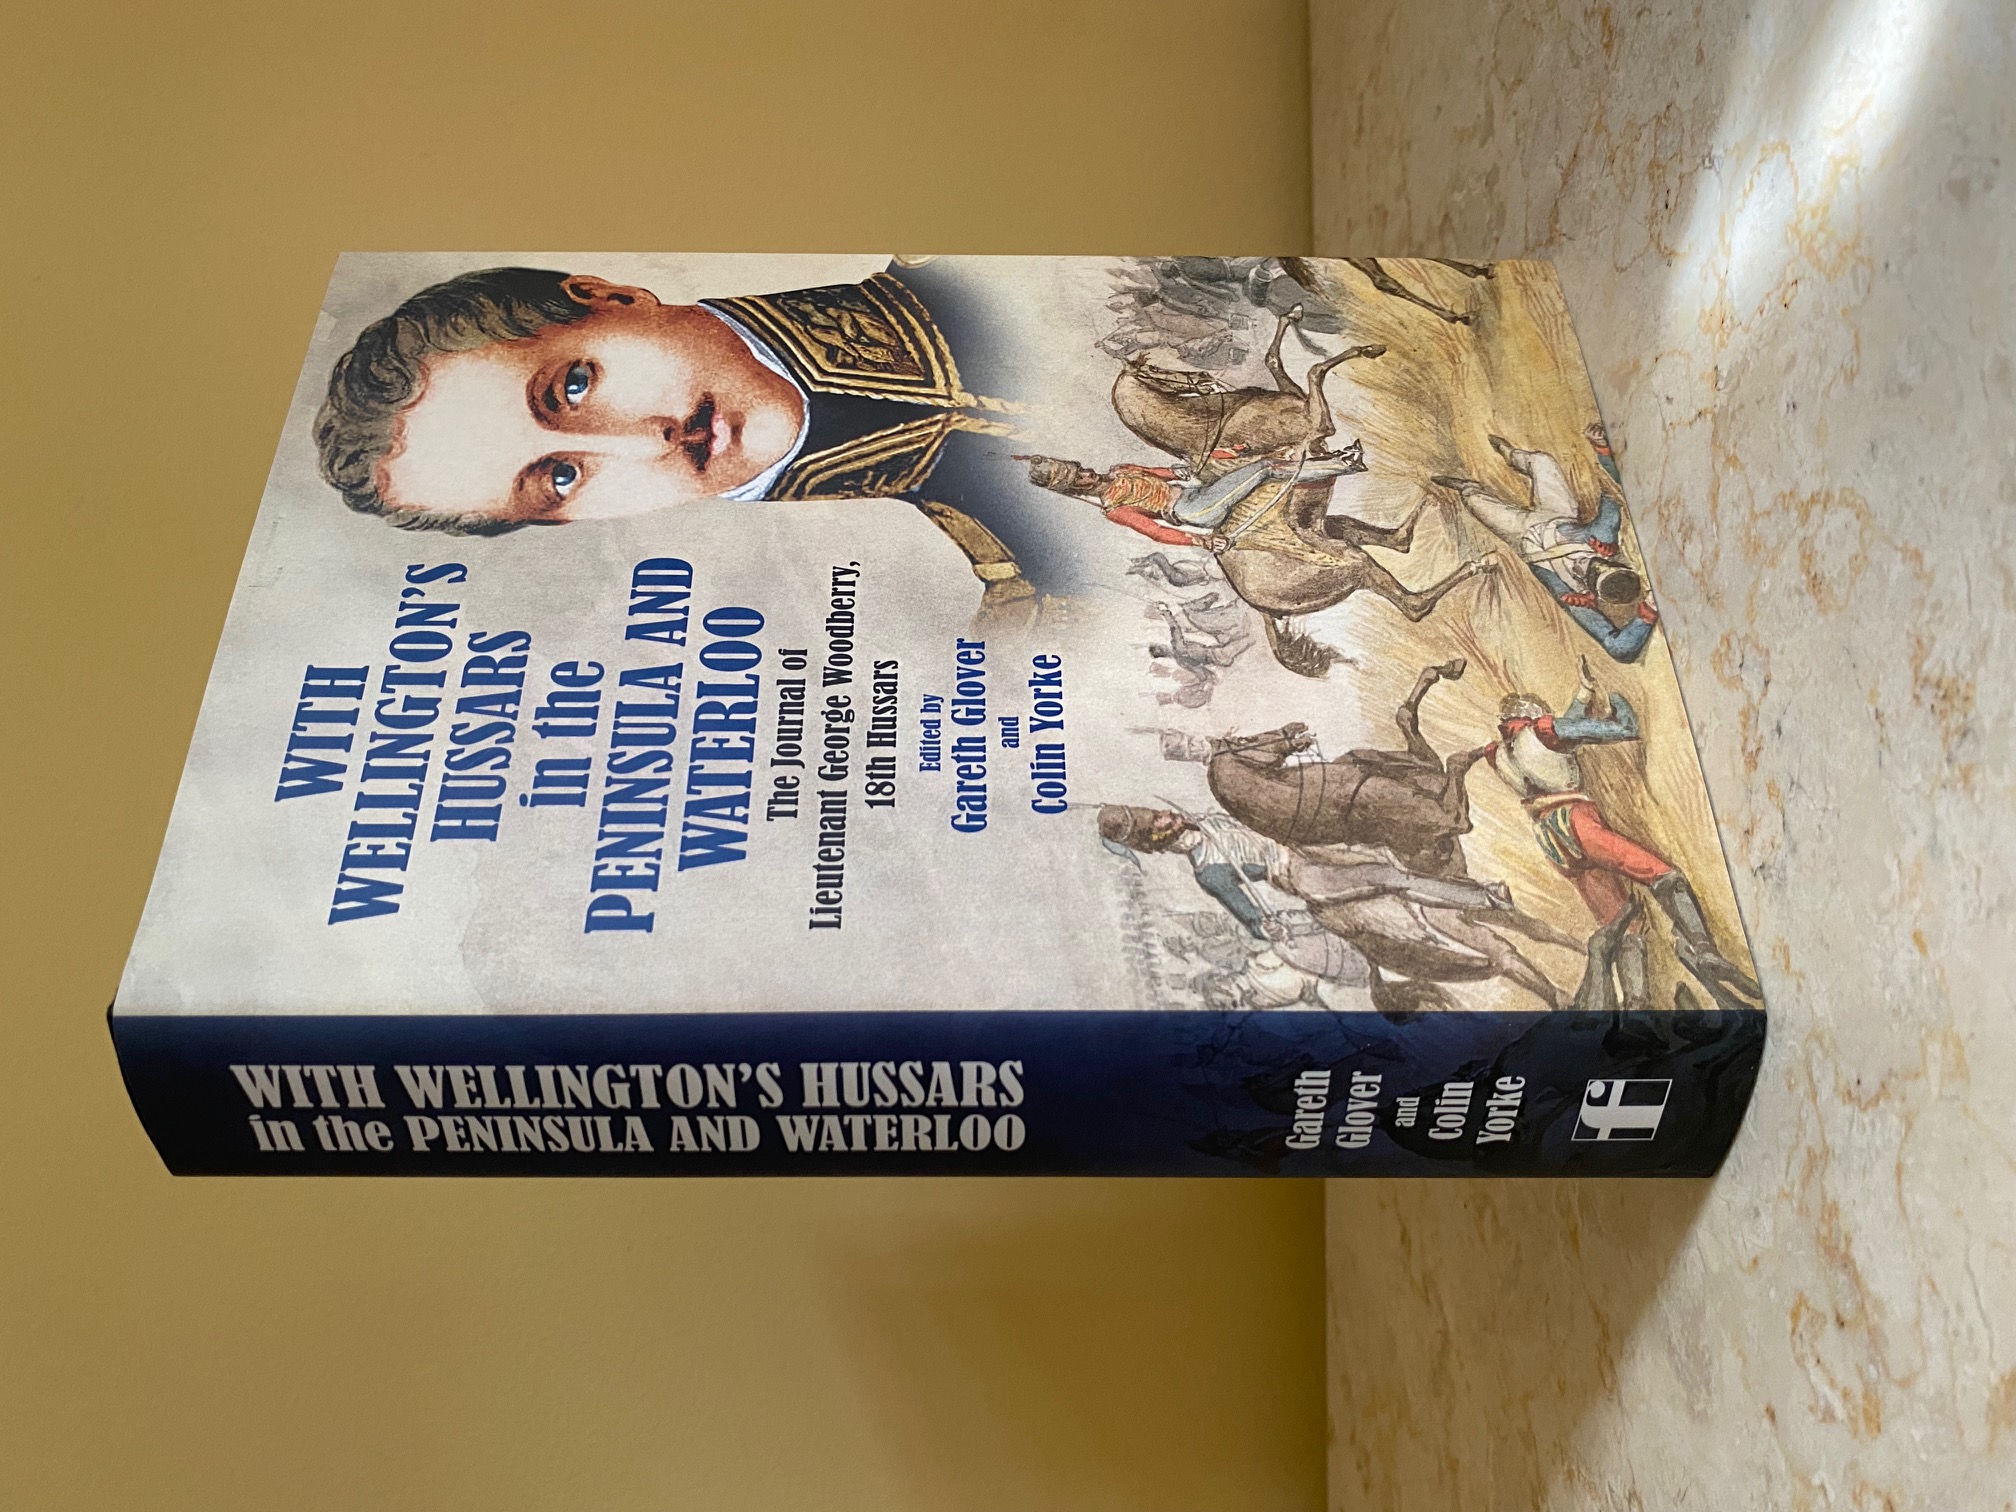 WITH
WELLINGTON'S
HUSSARS
in the
PENINSULA AND
WATERLOO
The Journal of
Lieutenant George Woodberry,
18th Hussars
Edited by
Gareth Glover
and
Colin Yorke
WITH WELLINGTON'S HUSSARS
in the PENINSULA AND WATERLOO
Gareth
Glover
and
Colin
Yorke
f